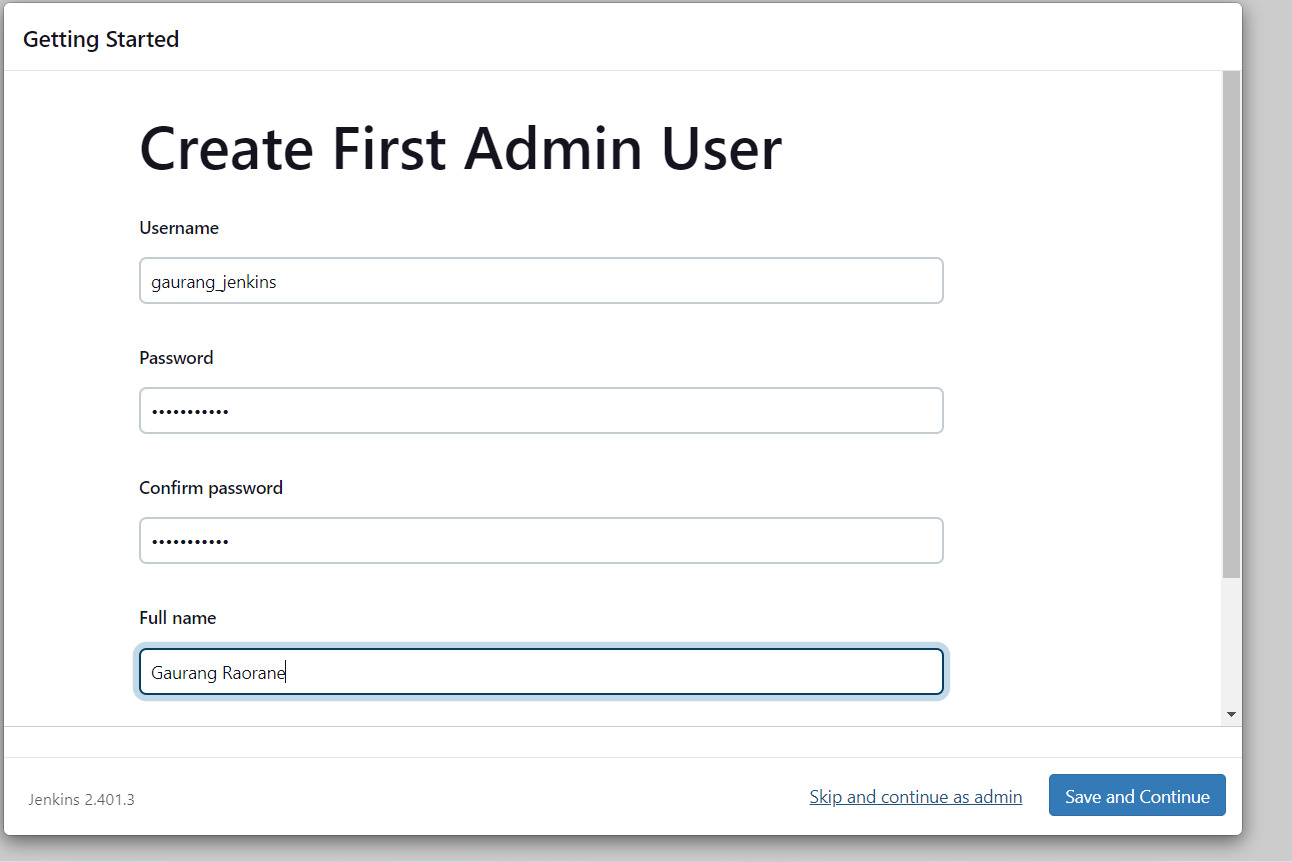 Getting Started
Create First Admin User
Username
gaurang_jenkins
Password
•••••••••••
Confirm password
•••••••••••
Full name
Gaurang Raorane
Jenkins 2.401.3
Skip and continue as admin
Save and Continue